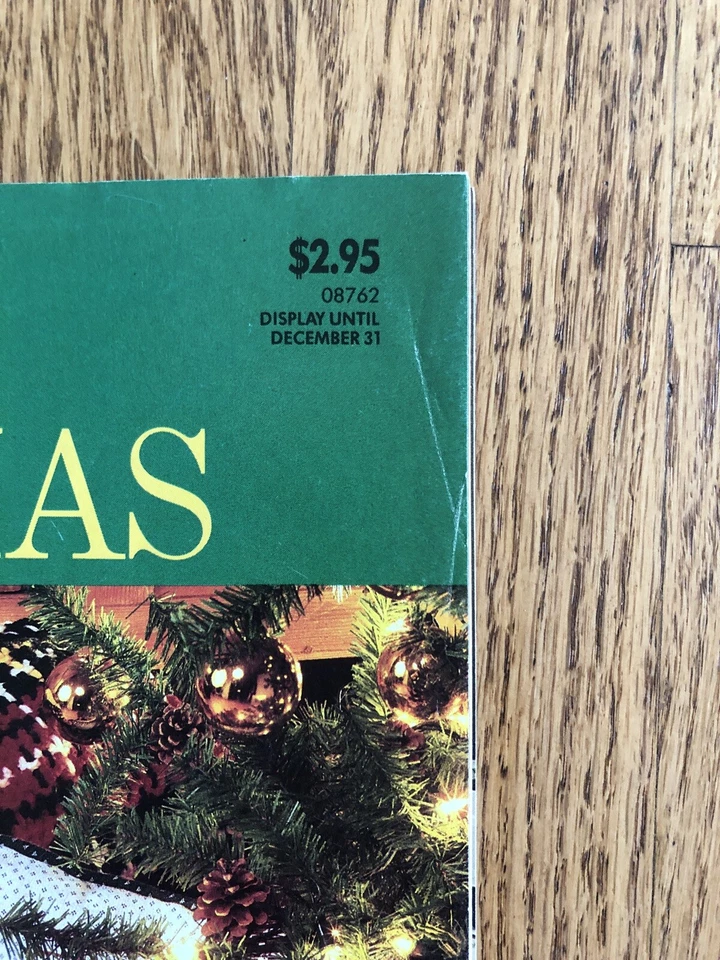 $2.95
08762
DISPLAY UNTIL
DECEMBER 31
AS